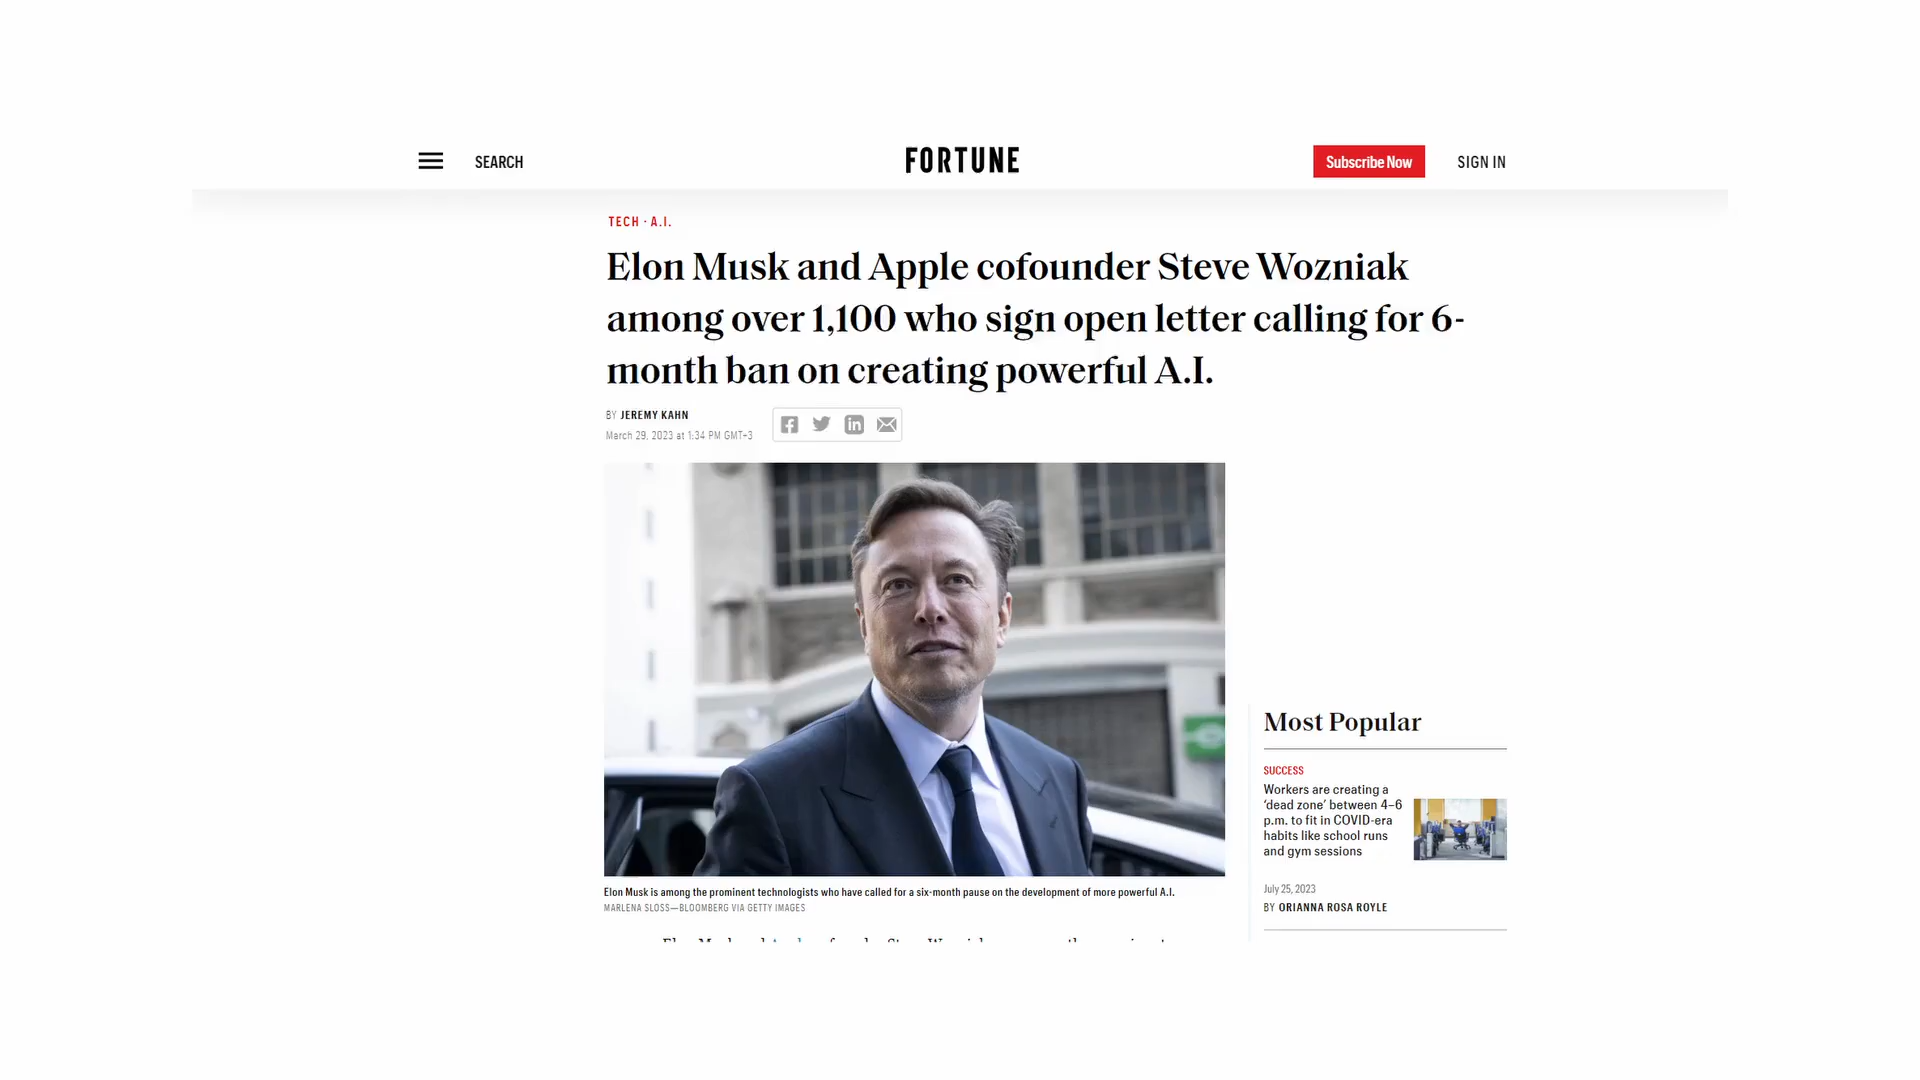 SEARCH
FORTUNE
Subscribe Now
SIGN IN
TECH · A.I.
Elon Musk and Apple cofounder Steve Wozniak
among over 1,100 who sign open letter calling for 6-
month ban on creating powerful A.I.
BY JEREMY KAHN
March 29, 2023 at 1:34 PM GMT+3
Elon Musk is among the prominent technologists who have called for a six-month pause on the development of more powerful A.I.
MARLENA SLOSS—BLOOMBERG VIA GETTY IMAGES
Most Popular
SUCCESS
Workers are creating a
‘dead zone’ between 4–6
p.m. to fit in COVID-era
habits like school runs
and gym sessions
July 25, 2023
BY ORIANNA ROSA ROYLE